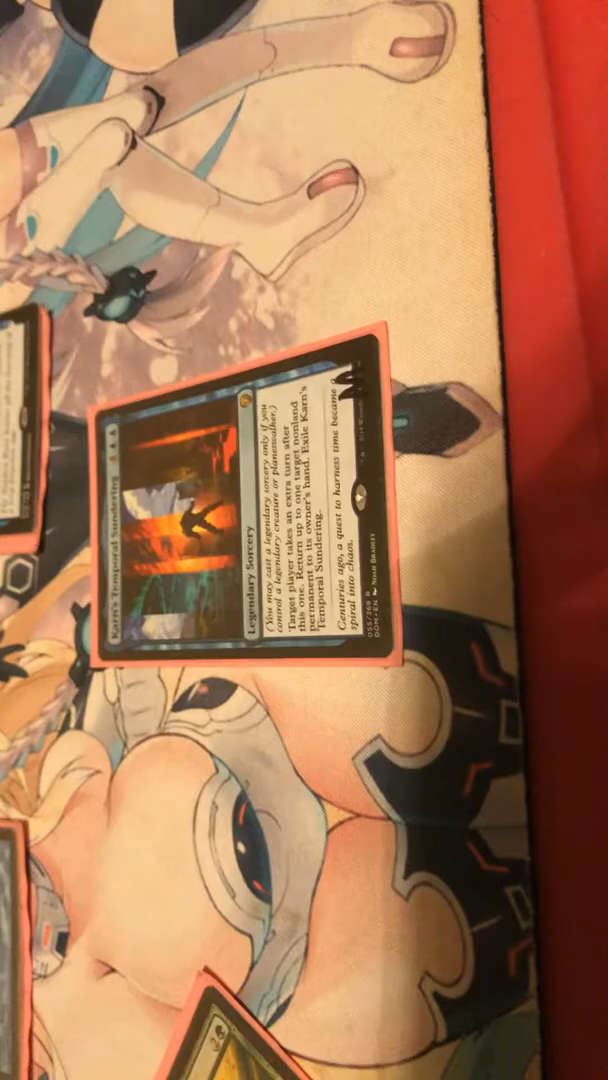 Karn's Temporal Sundering
Legendary Sorcery
(You may cast a legendary sorcery only if you
control a legendary creature or planeswalker.)
Target player takes an extra turn after
this one. Return up to one target nonland
permanent to its owner's hand. Exile Karn's
Temporal Sundering.
Centuries ago, a quest to harness time became a
spiral into chaos.
055/269 R
DOM • EN NOAH BRADLEY